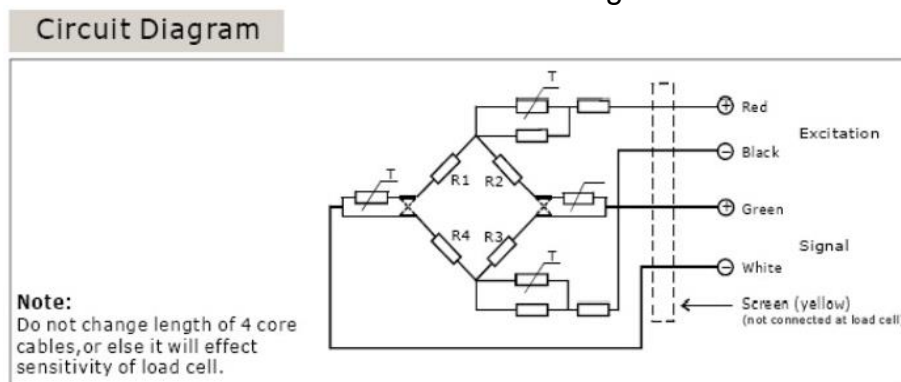 Circuit Diagram
T
⊕ Red
Excitation
⊖ Black
T
R1 R2
⊕ Green
R4 R3
Signal
T
⊖ White
Note:
Do not change length of 4 core
cables,or else it will effect
sensitivity of load cell.
Screen (yellow)
(not connected at load cell)